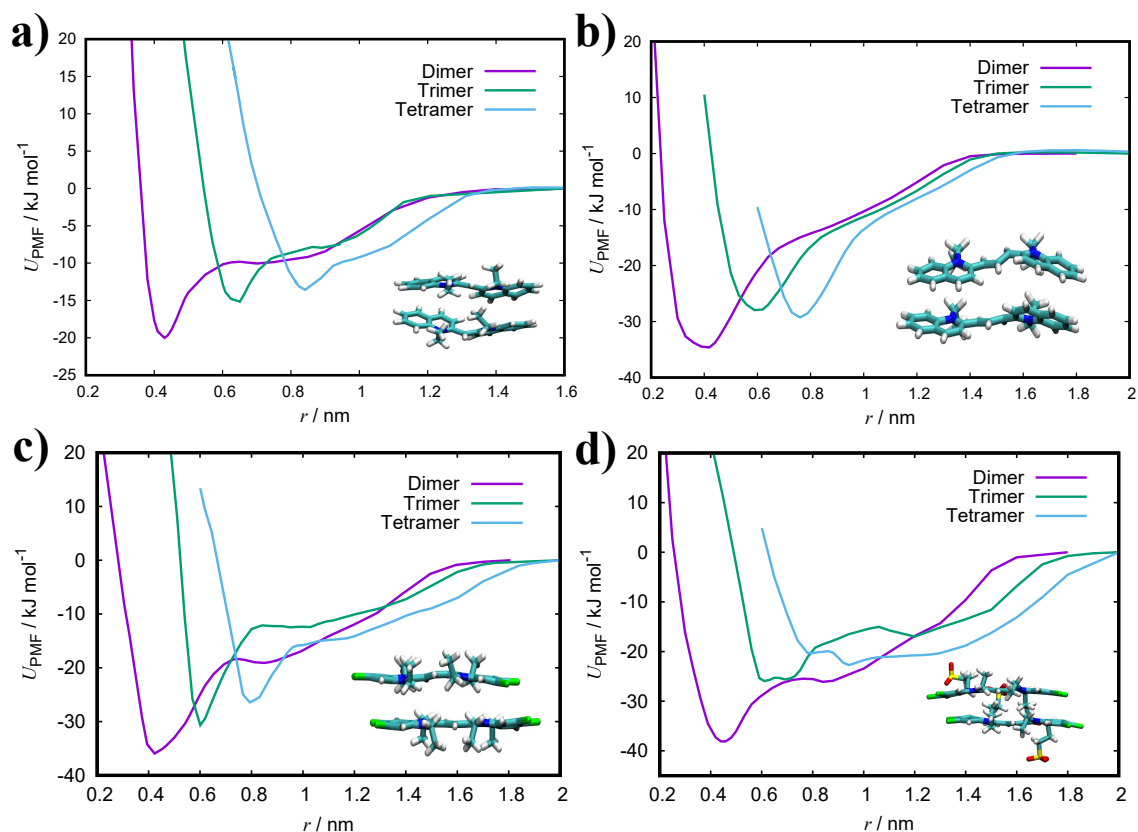 a)
20
15
10
5
0
-5
-10
-15
-20
-25
U_PMF / kJ mol⁻¹
Dimer
Trimer
Tetramer
0.2 0.4 0.6 0.8 1 1.2 1.4 1.6
r / nm
b)
20
10
0
-10
-20
-30
-40
U_PMF / kJ mol⁻¹
Dimer
Trimer
Tetramer
0.2 0.4 0.6 0.8 1 1.2 1.4 1.6 1.8 2
r / nm
c)
20
10
0
-10
-20
-30
-40
U_PMF / kJ mol⁻¹
Dimer
Trimer
Tetramer
0.2 0.4 0.6 0.8 1 1.2 1.4 1.6 1.8 2
r / nm
d)
20
10
0
-10
-20
-30
-40
U_PMF / kJ mol⁻¹
Dimer
Trimer
Tetramer
0.2 0.4 0.6 0.8 1 1.2 1.4 1.6 1.8 2
r / nm